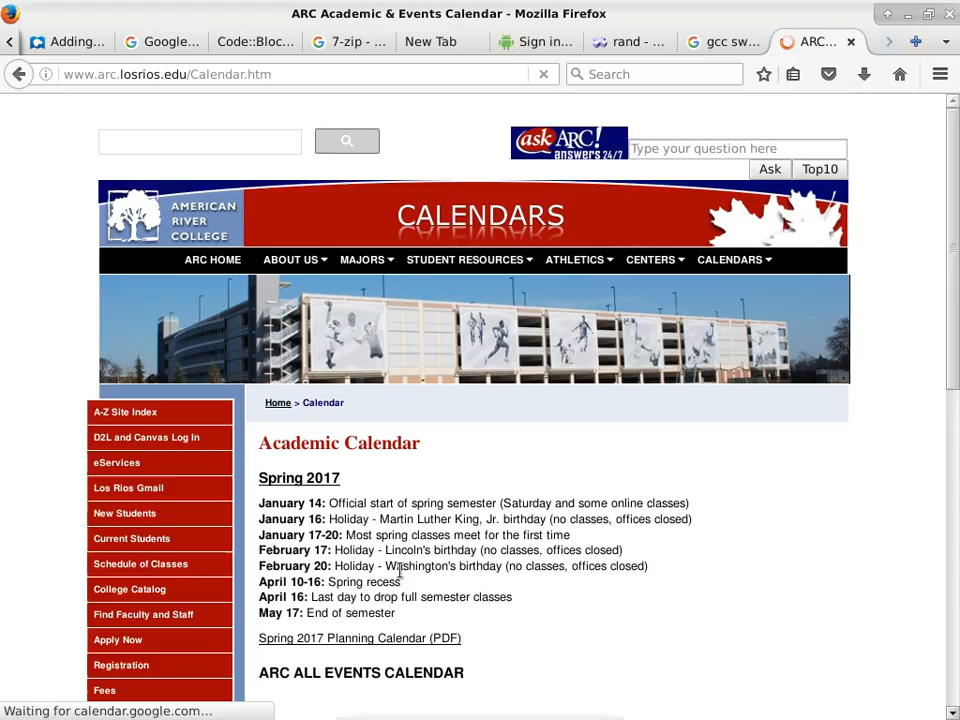 ARC Academic & Events Calendar - Mozilla Firefox
Adding...
Google...
Code::Bloc...
7-zip - ...
New Tab
Sign in...
rand - ...
gcc sw...
ARC...
www.arc.losrios.edu/Calendar.htm
Search
ask ARC!
answers 24/7
Type your question here
Ask
Top10
AMERICAN
RIVER
COLLEGE
CALENDARS
ARC HOME
ABOUT US
MAJORS
STUDENT RESOURCES
ATHLETICS
CENTERS
CALENDARS
Home > Calendar
A-Z Site Index
D2L and Canvas Log In
eServices
Los Rios Gmail
New Students
Current Students
Schedule of Classes
College Catalog
Find Faculty and Staff
Apply Now
Registration
Fees
Academic Calendar
Spring 2017
January 14: Official start of spring semester (Saturday and some online classes)
January 16: Holiday - Martin Luther King, Jr. birthday (no classes, offices closed)
January 17-20: Most spring classes meet for the first time
February 17: Holiday - Lincoln's birthday (no classes, offices closed)
February 20: Holiday - Washington's birthday (no classes, offices closed)
April 10-16: Spring recess
April 16: Last day to drop full semester classes
May 17: End of semester
Spring 2017 Planning Calendar (PDF)
ARC ALL EVENTS CALENDAR
Waiting for calendar.google.com...